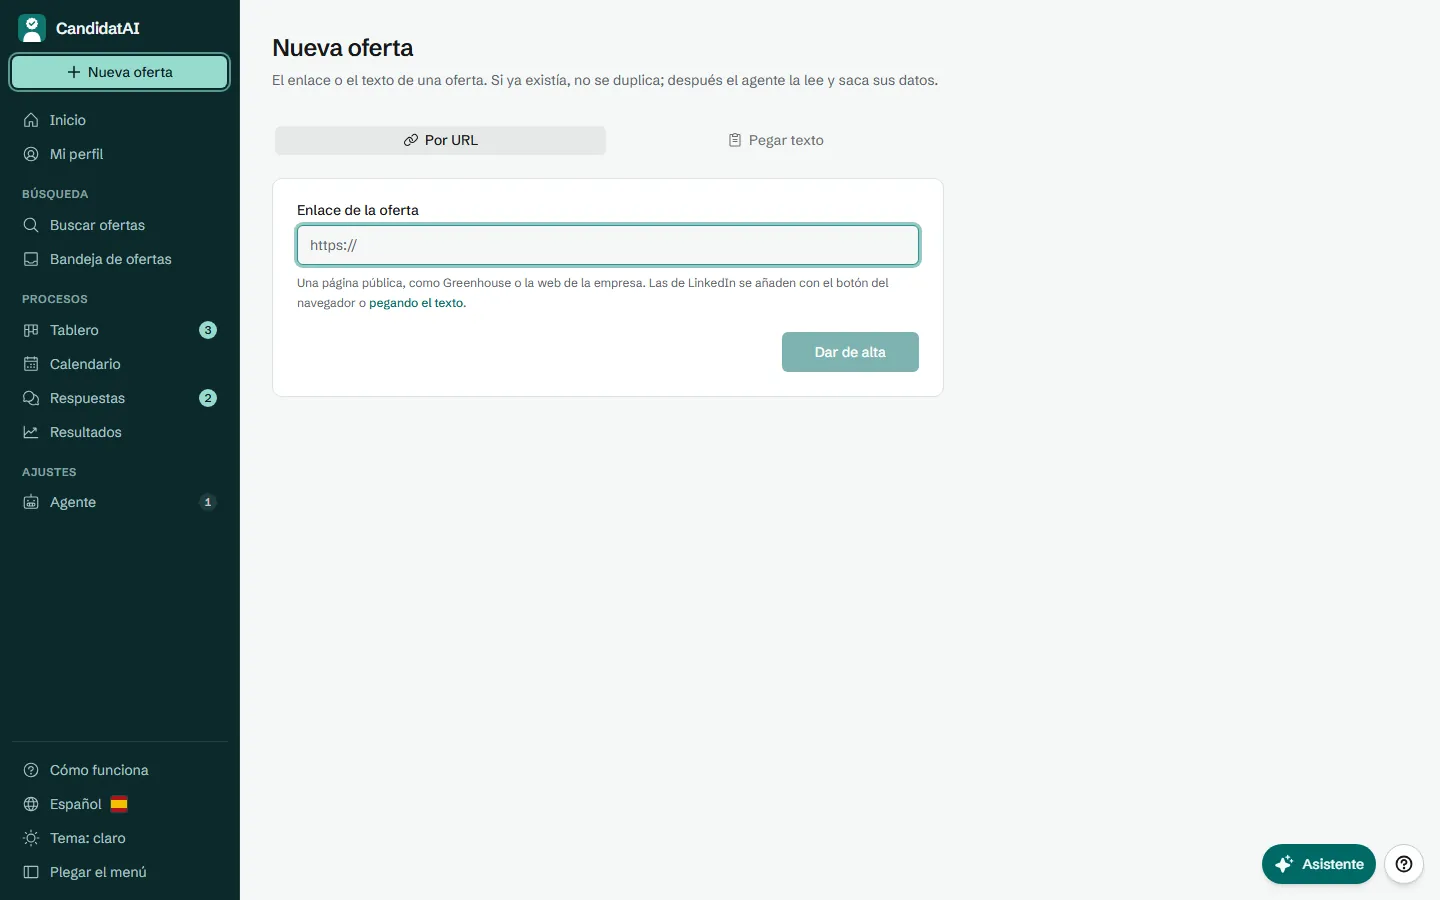 CandidatAI
Nueva oferta
Inicio
Mi perfil
BÚSQUEDA
Buscar ofertas
Bandeja de ofertas
PROCESOS
Tablero 3
Calendario
Respuestas 2
Resultados
AJUSTES
Agente 1
Cómo funciona
Español
Tema: claro
Plegar el menú
Nueva oferta
El enlace o el texto de una oferta. Si ya existía, no se duplica; después el agente la lee y saca sus datos.
Por URL
Pegar texto
Enlace de la oferta
https://
Una página pública, como Greenhouse o la web de la empresa. Las de LinkedIn se añaden con el botón del
navegador o pegando el texto.
Dar de alta
Asistente